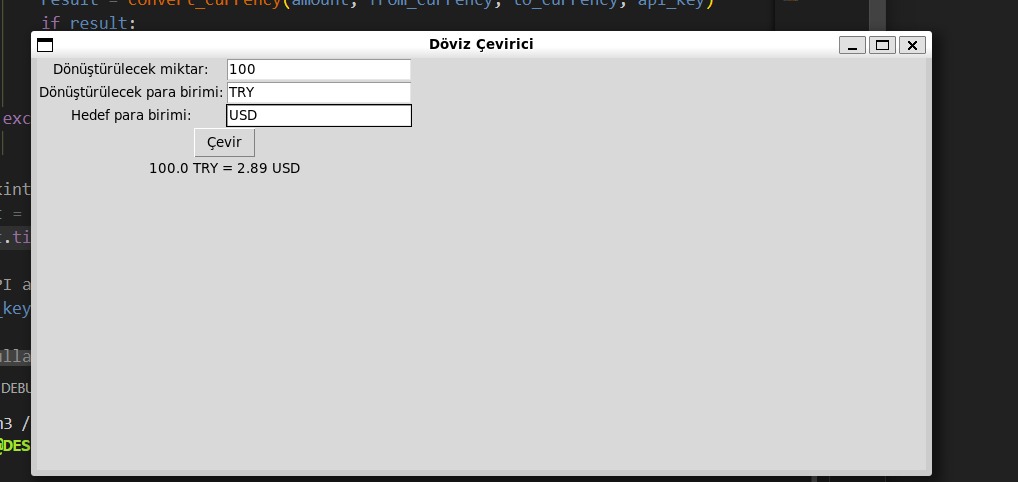 result = convert_currency(amount, from_currency, to_currency, api_key)
if result:
Döviz Çevirici
Dönüştürülecek miktar: 100
Dönüştürülecek para birimi: TRY
exc
Hedef para birimi: USD
Çevir
100.0 TRY = 2.89 USD
kint
t =
t.ti
PI a
_key
ulla
DEBU
n3 /
@DES